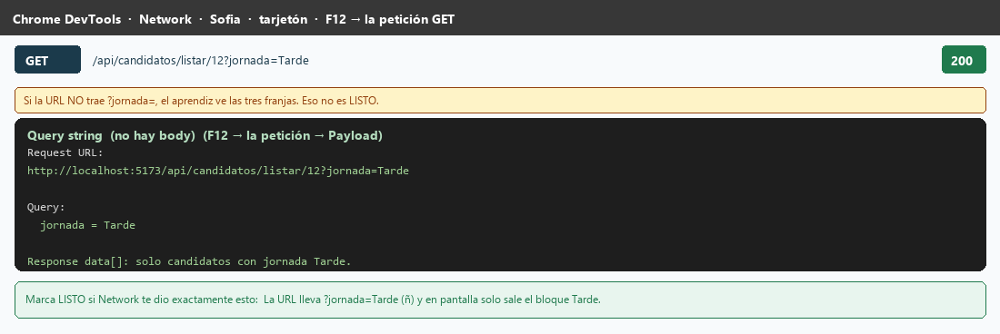 Chrome DevTools · Network · Sofia · tarjetón · F12 → la petición GET
GET /api/candidatos/listar/12?jornada=Tarde 200
Si la URL NO trae ?jornada=, el aprendiz ve las tres franjas. Eso no es LISTO.
Query string (no hay body) (F12 → la petición → Payload)
Request URL:
http://localhost:5173/api/candidatos/listar/12?jornada=Tarde
Query:
jornada = Tarde
Response data[]: solo candidatos con jornada Tarde.
Marca LISTO si Network te dio exactamente esto: La URL lleva ?jornada=Tarde (ñ) y en pantalla solo sale el bloque Tarde.